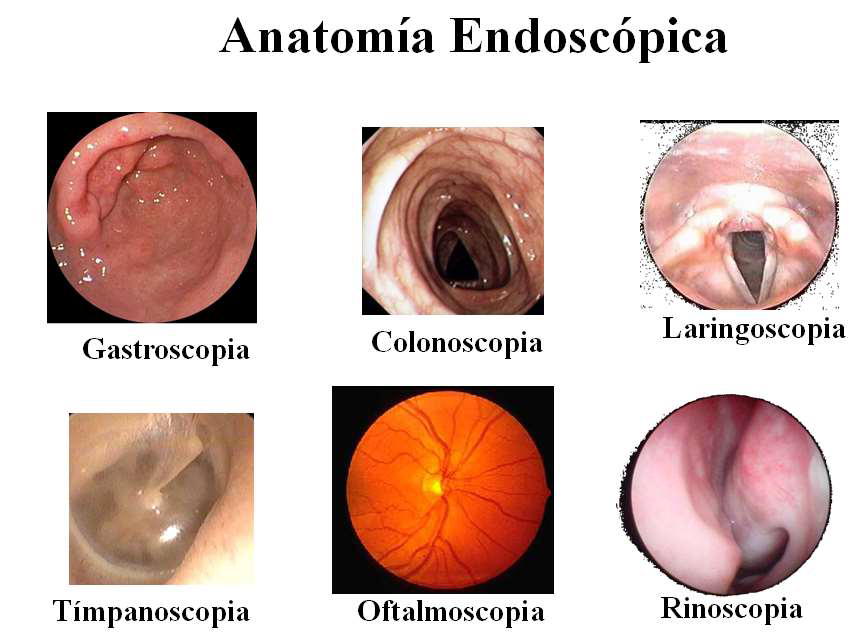 Anatomía Endoscópica
Gastroscopia
Colonoscopia
Laringoscopia
Tímpanoscopia
Oftalmoscopia
Rinoscopia